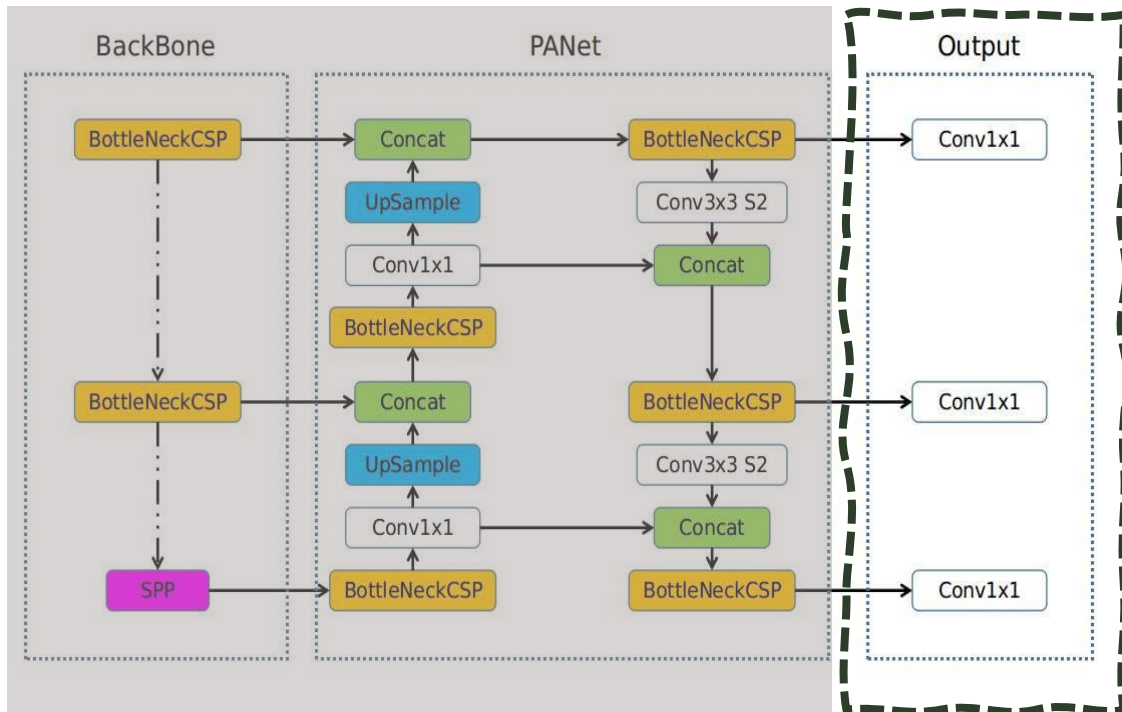 BackBone
PANet
Output
BottleNeckCSP
Concat
BottleNeckCSP
Conv1x1
UpSample
Conv3x3 S2
Conv1x1
Concat
BottleNeckCSP
BottleNeckCSP
Concat
BottleNeckCSP
Conv1x1
UpSample
Conv3x3 S2
Conv1x1
Concat
SPP
BottleNeckCSP
BottleNeckCSP
Conv1x1